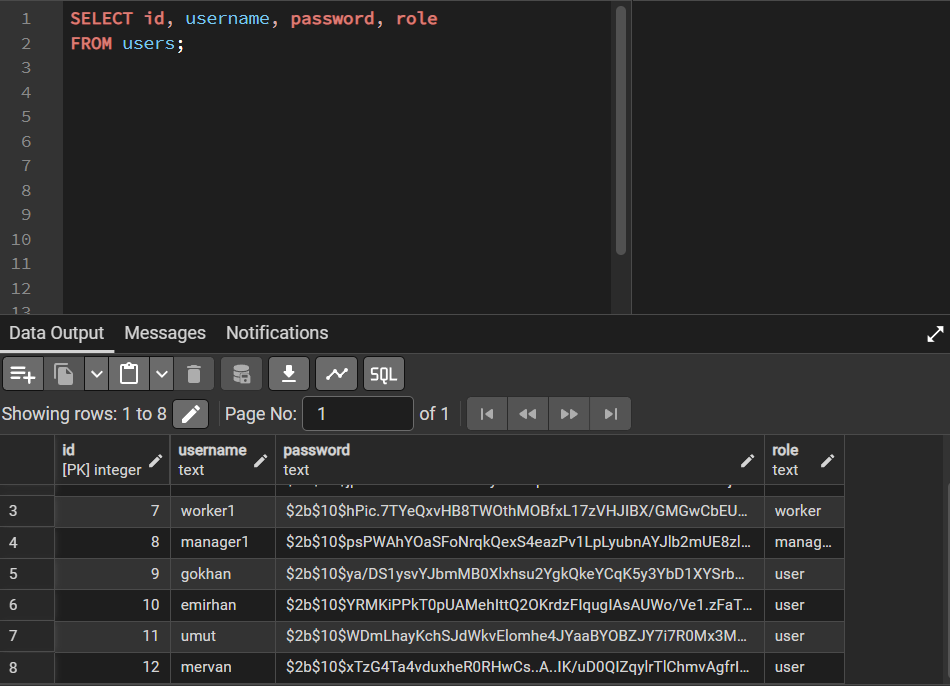 1 SELECT id, username, password, role
2 FROM users;
3
4
5
6
7
8
9
10
11
12
13
Data Output Messages Notifications
SQL
Showing rows: 1 to 8 Page No: 1 of 1
id username password role
[PK] integer text text text
3 7 worker1 $2b$10$hPic.7TYeQxvHB8TWOthMOBfxL17zVHJIBX/GMGwCbEU... worker
4 8 manager1 $2b$10$psPWAhYOaSFoNrqkQexS4eazPv1LpLyubnAYJlb2mUE8zl... manag...
5 9 gokhan $2b$10$ya/DS1ysvYJbmMB0Xlxhsu2YgkQkeYCqK5y3YbD1XYSrb... user
6 10 emirhan $2b$10$YRMKiPPkT0pUAMehIttQ2OKrdzFIqugIAsAUWo/Ve1.zFaT... user
7 11 umut $2b$10$WDmLhayKchSJdWkvElomhe4JYaaBYOBZJY7i7R0Mx3M... user
8 12 mervan $2b$10$xTzG4Ta4vduxheR0RHwCs..A..IK/uD0QIZqylrTlChmvAgfrI... user